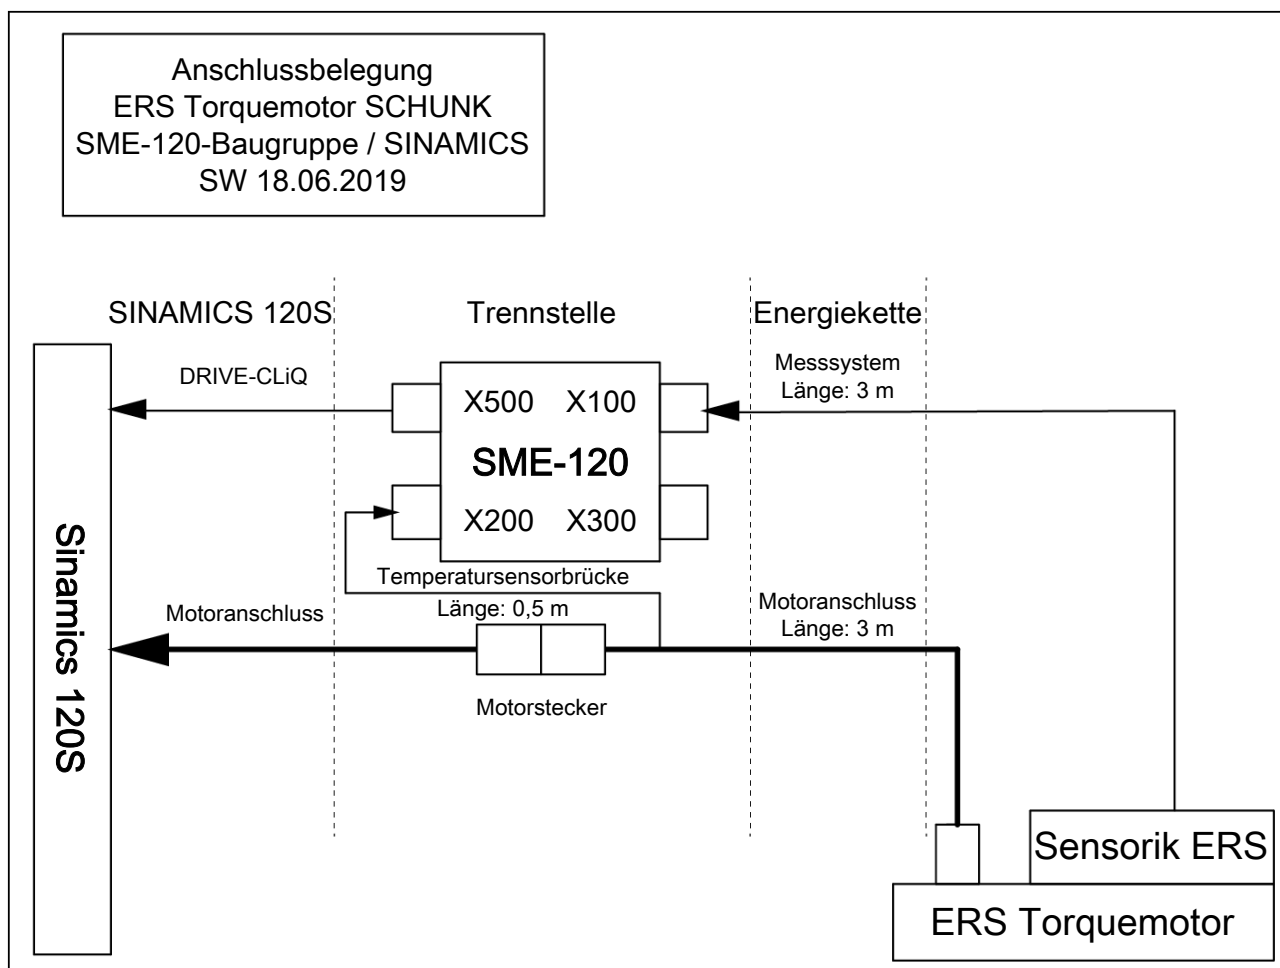 Anschlussbelegung
ERS Torquemotor SCHUNK
SME-120-Baugruppe / SINAMICS
SW 18.06.2019
SINAMICS 120S
Trennstelle
Energiekette
DRIVE-CLiQ
Messsystem
Länge: 3 m
X500 X100
SME-120
X200 X300
Temperatursensorbrücke
Länge: 0,5 m
Motoranschluss
Motoranschluss
Länge: 3 m
Motorstecker
Sinamics 120S
Sensorik ERS
ERS Torquemotor